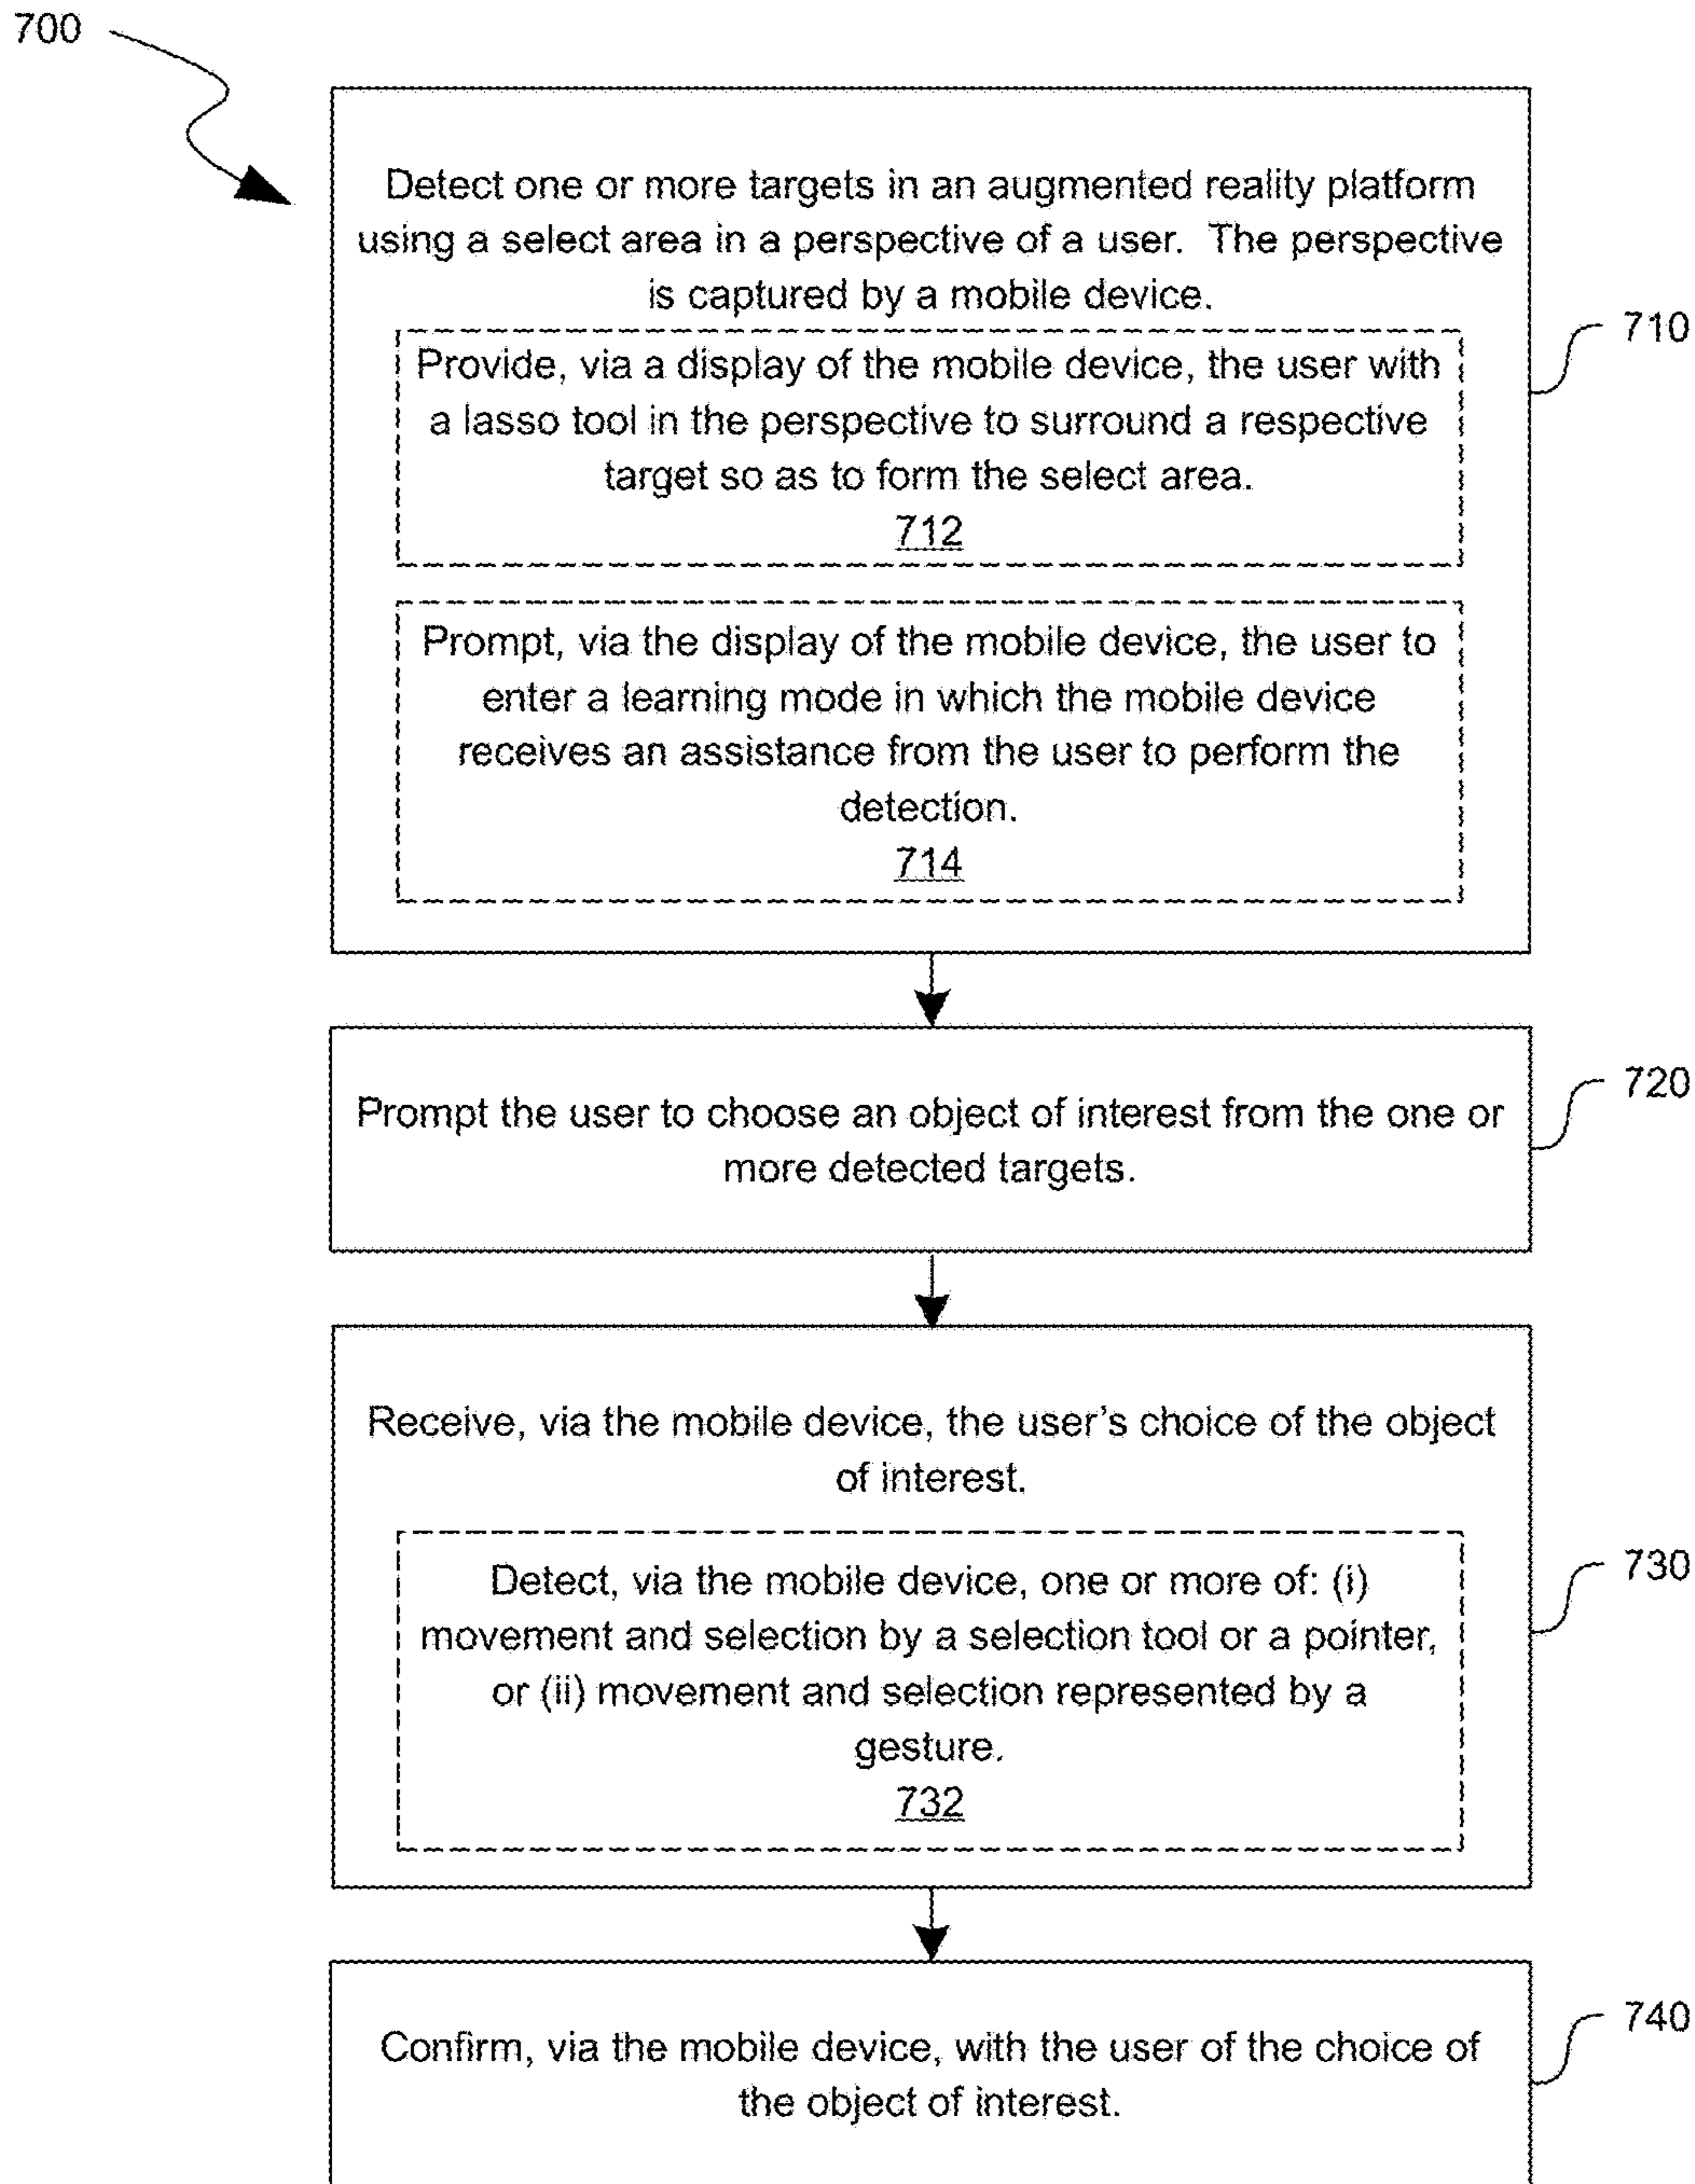 700
Detect one or more targets in an augmented reality platform
using a select area in a perspective of a user.  The perspective
is captured by a mobile device.
710
Provide, via a display of the mobile device, the user with
a lasso tool in the perspective to surround a respective
target so as to form the select area.
712
Prompt, via the display of the mobile device, the user to
enter a learning mode in which the mobile device
receives an assistance from the user to perform the
detection.
714
Prompt the user to choose an object of interest from the one or
more detected targets.
720
Receive, via the mobile device, the user's choice of the object
of interest.
730
Detect, via the mobile device, one or more of: (i)
movement and selection by a selection tool or a pointer,
or (ii) movement and selection represented by a
gesture.
732
Confirm, via the mobile device, with the user of the choice of
the object of interest.
740